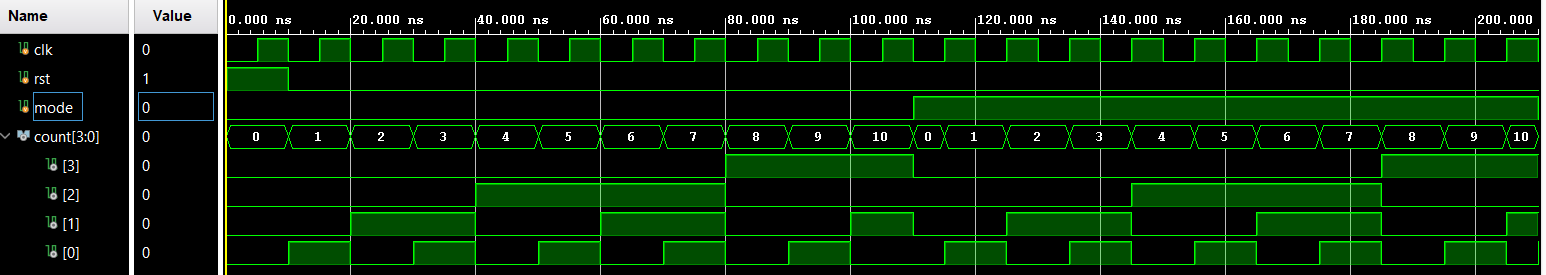 Name Value 0.000 ns 20.000 ns 40.000 ns 60.000 ns 80.000 ns 100.000 ns 120.000 ns 140.000 ns 160.000 ns 180.000 ns 200.000
clk 0
rst 1
mode 0
count[3:0] 0 0 1 2 3 4 5 6 7 8 9 10 0 1 2 3 4 5 6 7 8 9 10
[3] 0
[2] 0
[1] 0
[0] 0